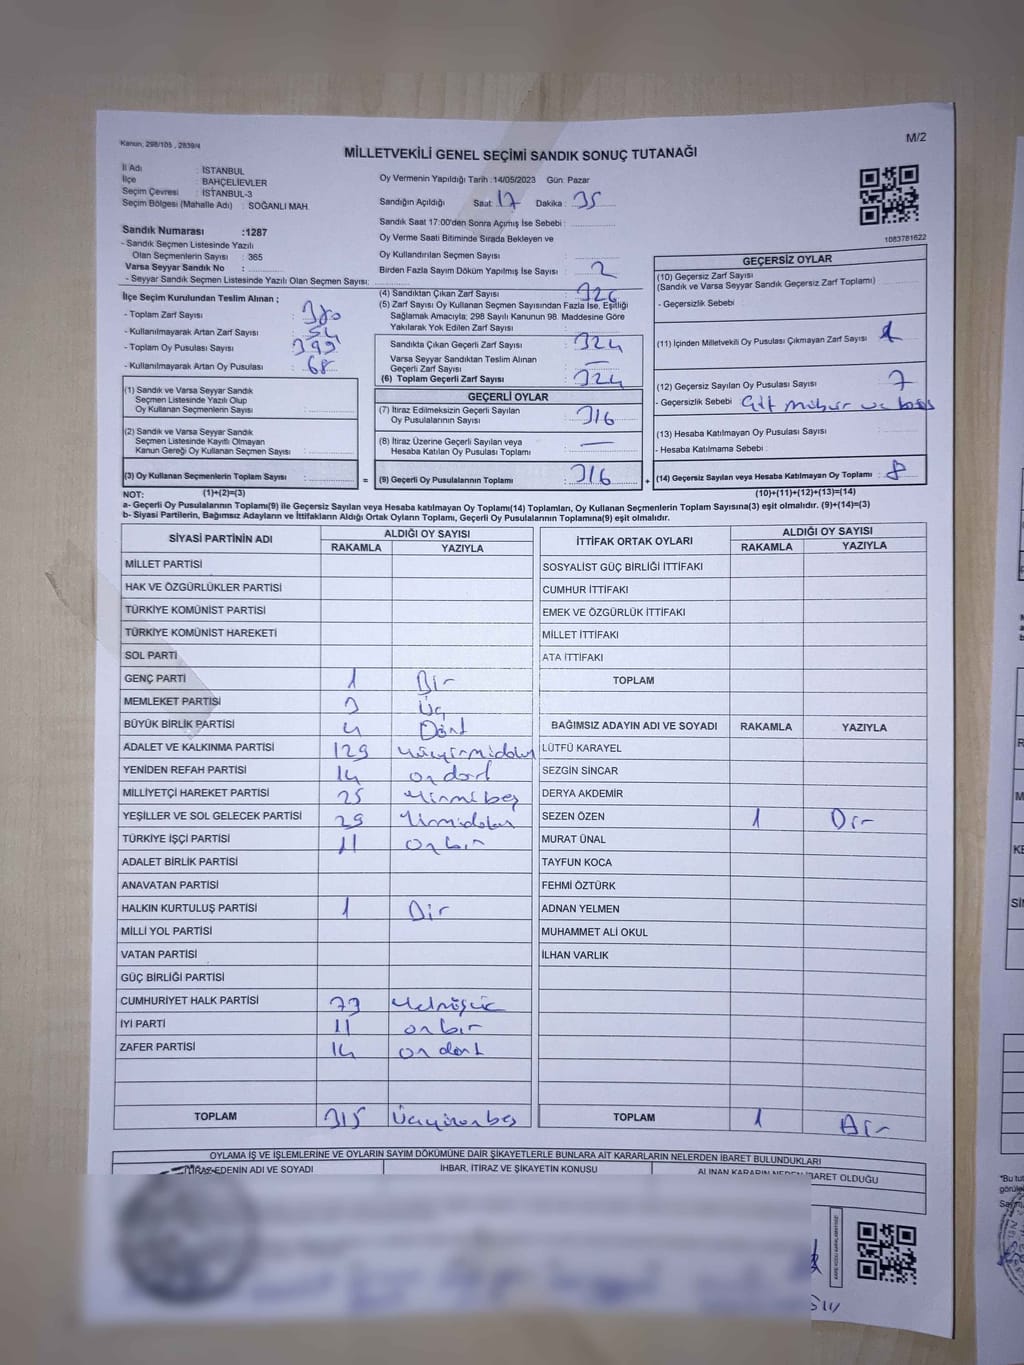 Kanun, 298/105 , 2839/4
M/2
MİLLETVEKİLİ GENEL SEÇİMİ SANDIK SONUÇ TUTANAĞI
İl Adı : İSTANBUL
İlçe : BAHÇELİEVLER
Seçim Çevresi : İSTANBUL-3
Seçim Bölgesi (Mahalle Adı) : SOĞANLI MAH.
Sandık Numarası :1287
- Sandık Seçmen Listesinde Yazılı
Olan Seçmenlerin Sayısı : 365
Varsa Seyyar Sandık No :
- Seyyar Sandık Seçmen Listesinde Yazılı Olan Seçmen Sayısı:
Oy Vermenin Yapıldığı Tarih :14/05/2023 Gün: Pazar
Sandığın Açıldığı Saat: 17 Dakika : 35
Sandık Saat 17:00'den Sonra Açılmış İse Sebebi :
Oy Verme Saati Bitiminde Sırada Bekleyen ve
Oy Kullandırılan Seçmen Sayısı :
Birden Fazla Sayım Döküm Yapılmış İse Sayısı : 2
1083781622
İlçe Seçim Kurulundan Teslim Alınan ;
- Toplam Zarf Sayısı : 380
- Kullanılmayarak Artan Zarf Sayısı : 54
- Toplam Oy Pusulası Sayısı : 399
- Kullanılmayarak Artan Oy Pusulası : 68
(1) Sandık ve Varsa Seyyar Sandık
Seçmen Listesinde Yazılı Olup
Oy Kullanan Seçmenlerin Sayısı :
(2) Sandık ve Varsa Seyyar Sandık
Seçmen Listesinde Kayıtlı Olmayan
Kanun Gereği Oy Kullanan Seçmen Sayısı :
(3) Oy Kullanan Seçmenlerin Toplam Sayısı :
(4) Sandıktan Çıkan Zarf Sayısı : 326
(5) Zarf Sayısı Oy Kullanan Seçmen Sayısından Fazla İse, Eşitliği
Sağlamak Amacıyla; 298 Sayılı Kanunun 98. Maddesine Göre
Yakılarak Yok Edilen Zarf Sayısı :
Sandıkta Çıkan Geçerli Zarf Sayısı : 324
Varsa Seyyar Sandıktan Teslim Alınan
Geçerli Zarf Sayısı : —
(6) Toplam Geçerli Zarf Sayısı : 324
GEÇERLİ OYLAR
(7) İtiraz Edilmeksizin Geçerli Sayılan
Oy Pusulalarının Sayısı : 316
(8) İtiraz Üzerine Geçerli Sayılan veya
Hesaba Katılan Oy Pusulası Toplamı : —
= (9) Geçerli Oy Pusulalarının Toplamı : 316 +
GEÇERSİZ OYLAR
(10) Geçersiz Zarf Sayısı :
(Sandık ve Varsa Seyyar Sandık Geçersiz Zarf Toplamı)
- Geçersizlik Sebebi :
(11) İçinden Milletvekili Oy Pusulası Çıkmayan Zarf Sayısı : 1
(12) Geçersiz Sayılan Oy Pusulası Sayısı : 7
- Geçersizlik Sebebi : Çift mühür ve boş
(13) Hesaba Katılmayan Oy Pusulası Sayısı :
- Hesaba Katılmama Sebebi :
(14) Geçersiz Sayılan veya Hesaba Katılmayan Oy Toplamı : 8
NOT: (1)+(2)=(3) (10)+(11)+(12)+(13)=(14)
a- Geçerli Oy Pusulalarının Toplamı(9) ile Geçersiz Sayılan veya Hesaba Katılmayan Oy Toplam(14) Toplamları, Oy Kullanan Seçmenlerin Toplam Sayısına(3) eşit olmalıdır. (9)+(14)=(3)
b- Siyasi Partilerin, Bağımsız Adayların ve İttifakların Aldığı Ortak Oyların Toplamı, Geçerli Oy Pusulalarının Toplamına(9) eşit olmalıdır.
SİYASİ PARTİNİN ADI ALDIĞI OY SAYISI
RAKAMLA YAZIYLA
MİLLET PARTİSİ
HAK VE ÖZGÜRLÜKLER PARTİSİ
TÜRKİYE KOMÜNİST PARTİSİ
TÜRKİYE KOMÜNİST HAREKETİ
SOL PARTİ
GENÇ PARTİ 1 Bir
MEMLEKET PARTİSİ 3 Üç
BÜYÜK BİRLİK PARTİSİ 4 Dört
ADALET VE KALKINMA PARTİSİ 129 yüzyirmidokuz
YENİDEN REFAH PARTİSİ 14 on dört
MİLLİYETÇİ HAREKET PARTİSİ 25 yirmi beş
YEŞİLLER VE SOL GELECEK PARTİSİ 29 yirmidokuz
TÜRKİYE İŞÇİ PARTİSİ 11 on bir
ADALET BİRLİK PARTİSİ
ANAVATAN PARTİSİ
HALKIN KURTULUŞ PARTİSİ 1 Bir
MİLLİ YOL PARTİSİ
VATAN PARTİSİ
GÜÇ BİRLİĞİ PARTİSİ
CUMHURİYET HALK PARTİSİ 73 yetmişüç
İYİ PARTİ 11 on bir
ZAFER PARTİSİ 14 on dört
TOPLAM 315 Üçyüzonbeş
İTTİFAK ORTAK OYLARI ALDIĞI OY SAYISI
RAKAMLA YAZIYLA
SOSYALİST GÜÇ BİRLİĞİ İTTİFAKI
CUMHUR İTTİFAKI
EMEK VE ÖZGÜRLÜK İTTİFAKI
MİLLET İTTİFAKI
ATA İTTİFAKI
TOPLAM
BAĞIMSIZ ADAYIN ADI VE SOYADI RAKAMLA YAZIYLA
LÜTFÜ KARAYEL
SEZGİN SİNCAR
DERYA AKDEMİR
SEZEN ÖZEN 1 Bir
MURAT ÜNAL
TAYFUN KOCA
FEHMİ ÖZTÜRK
ADNAN YELMEN
MUHAMMET ALİ OKUL
İLHAN VARLIK
TOPLAM 1 Bir
OYLAMA İŞ VE İŞLEMLERİNE VE OYLARIN SAYIM DÖKÜMÜNE DAİR ŞİKAYETLERLE BUNLARA AİT KARARLARIN NELERDEN İBARET BULUNDUKLARI
İTİRAZ EDENİN ADI VE SOYADI İHBAR, İTİRAZ VE ŞİKAYETİN KONUSU ALINAN KARARIN NEDEN İBARET OLDUĞU